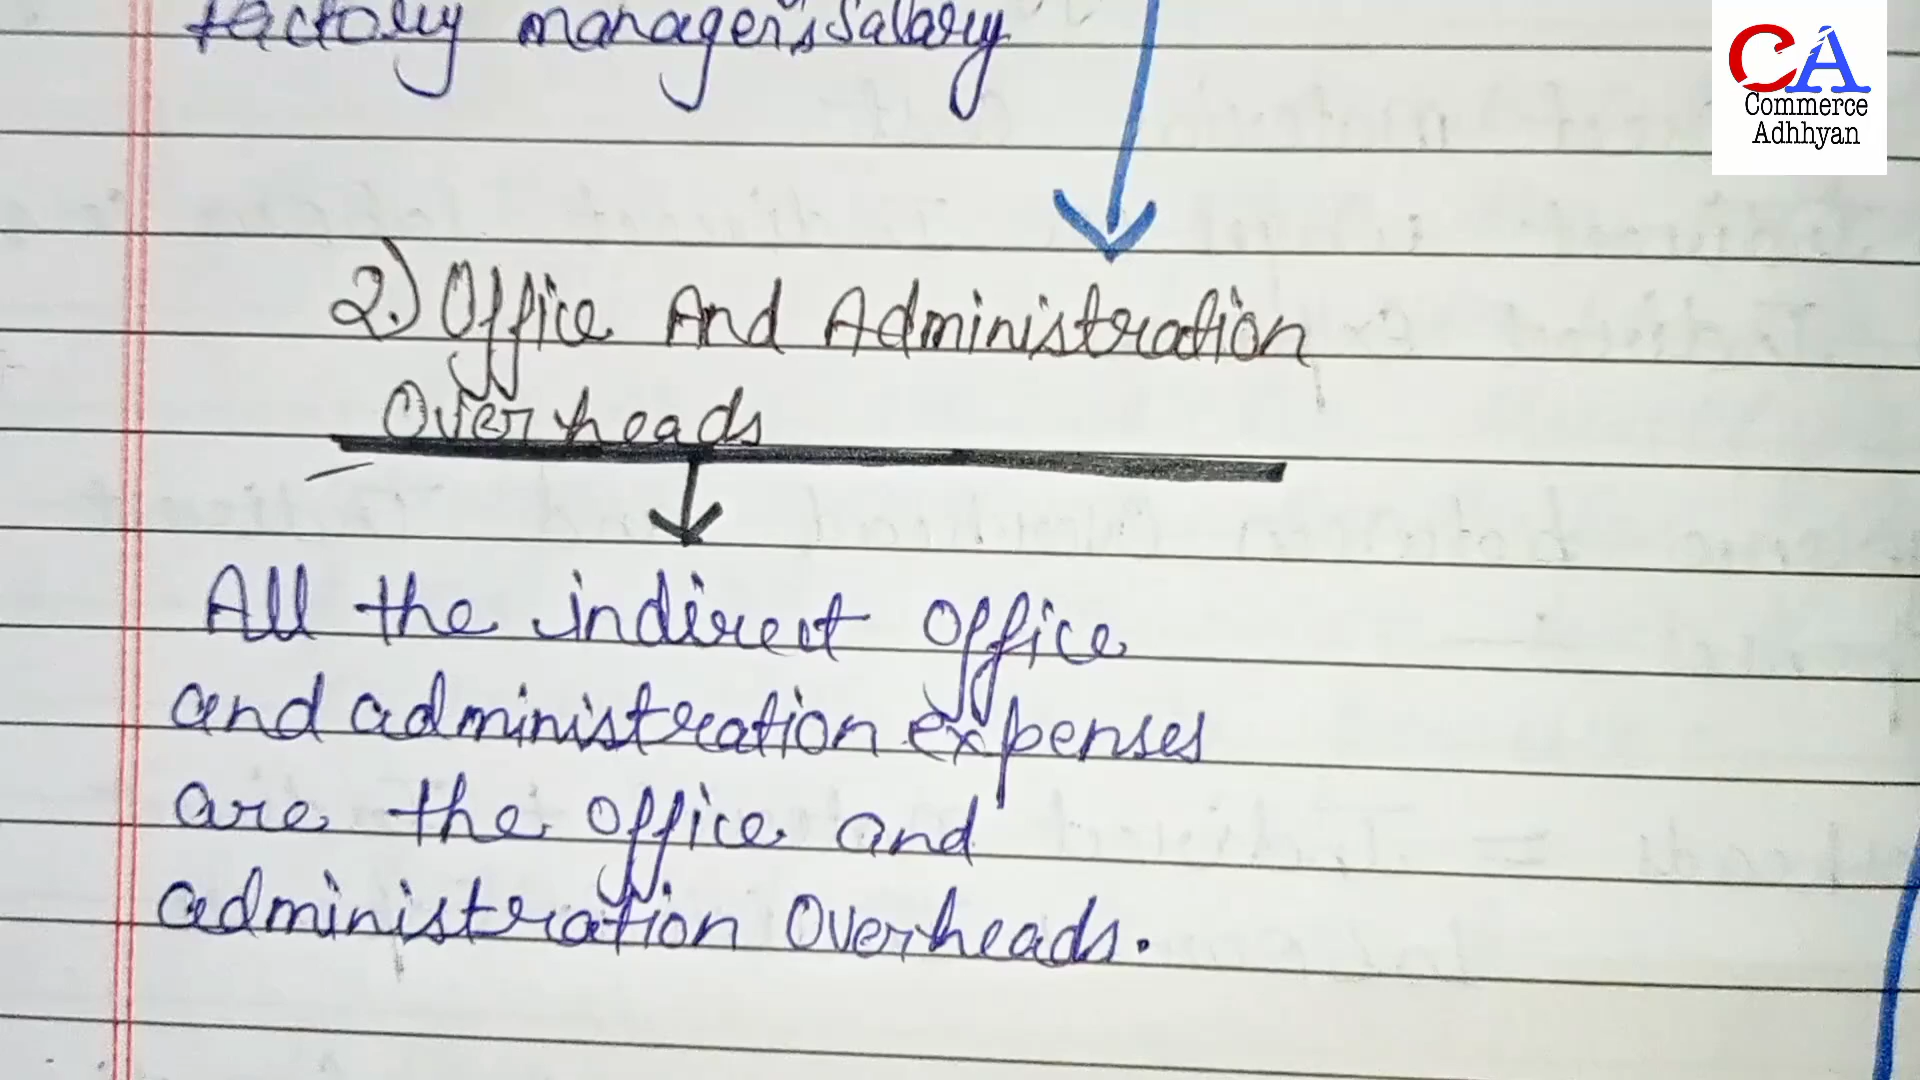 factory manager's salary
CA
Commerce
Adhhyan
2.) Office And Administration
Overheads
All the indirect office
and administration expenses
are the office and
administration overheads.